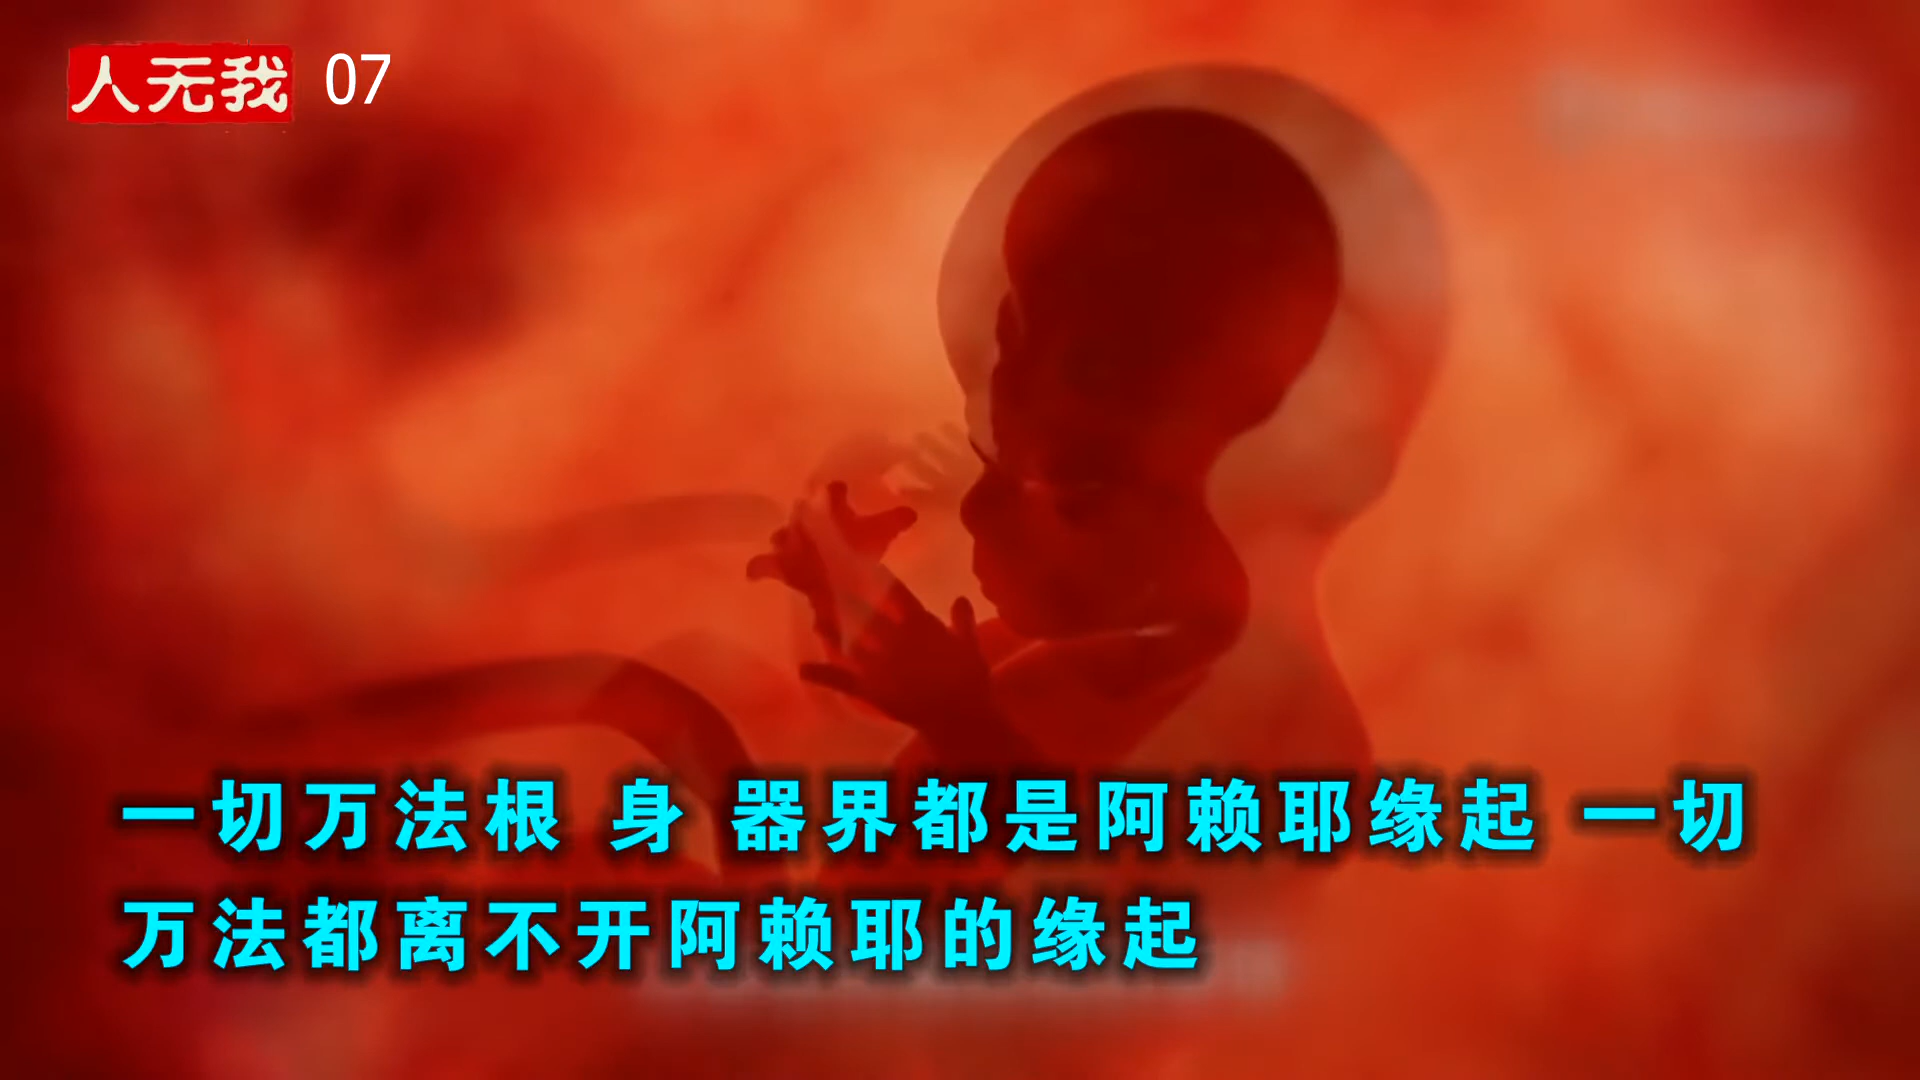 人无我 07
一切万法根 身 器界都是阿赖耶缘起 一切
万法都离不开阿赖耶的缘起